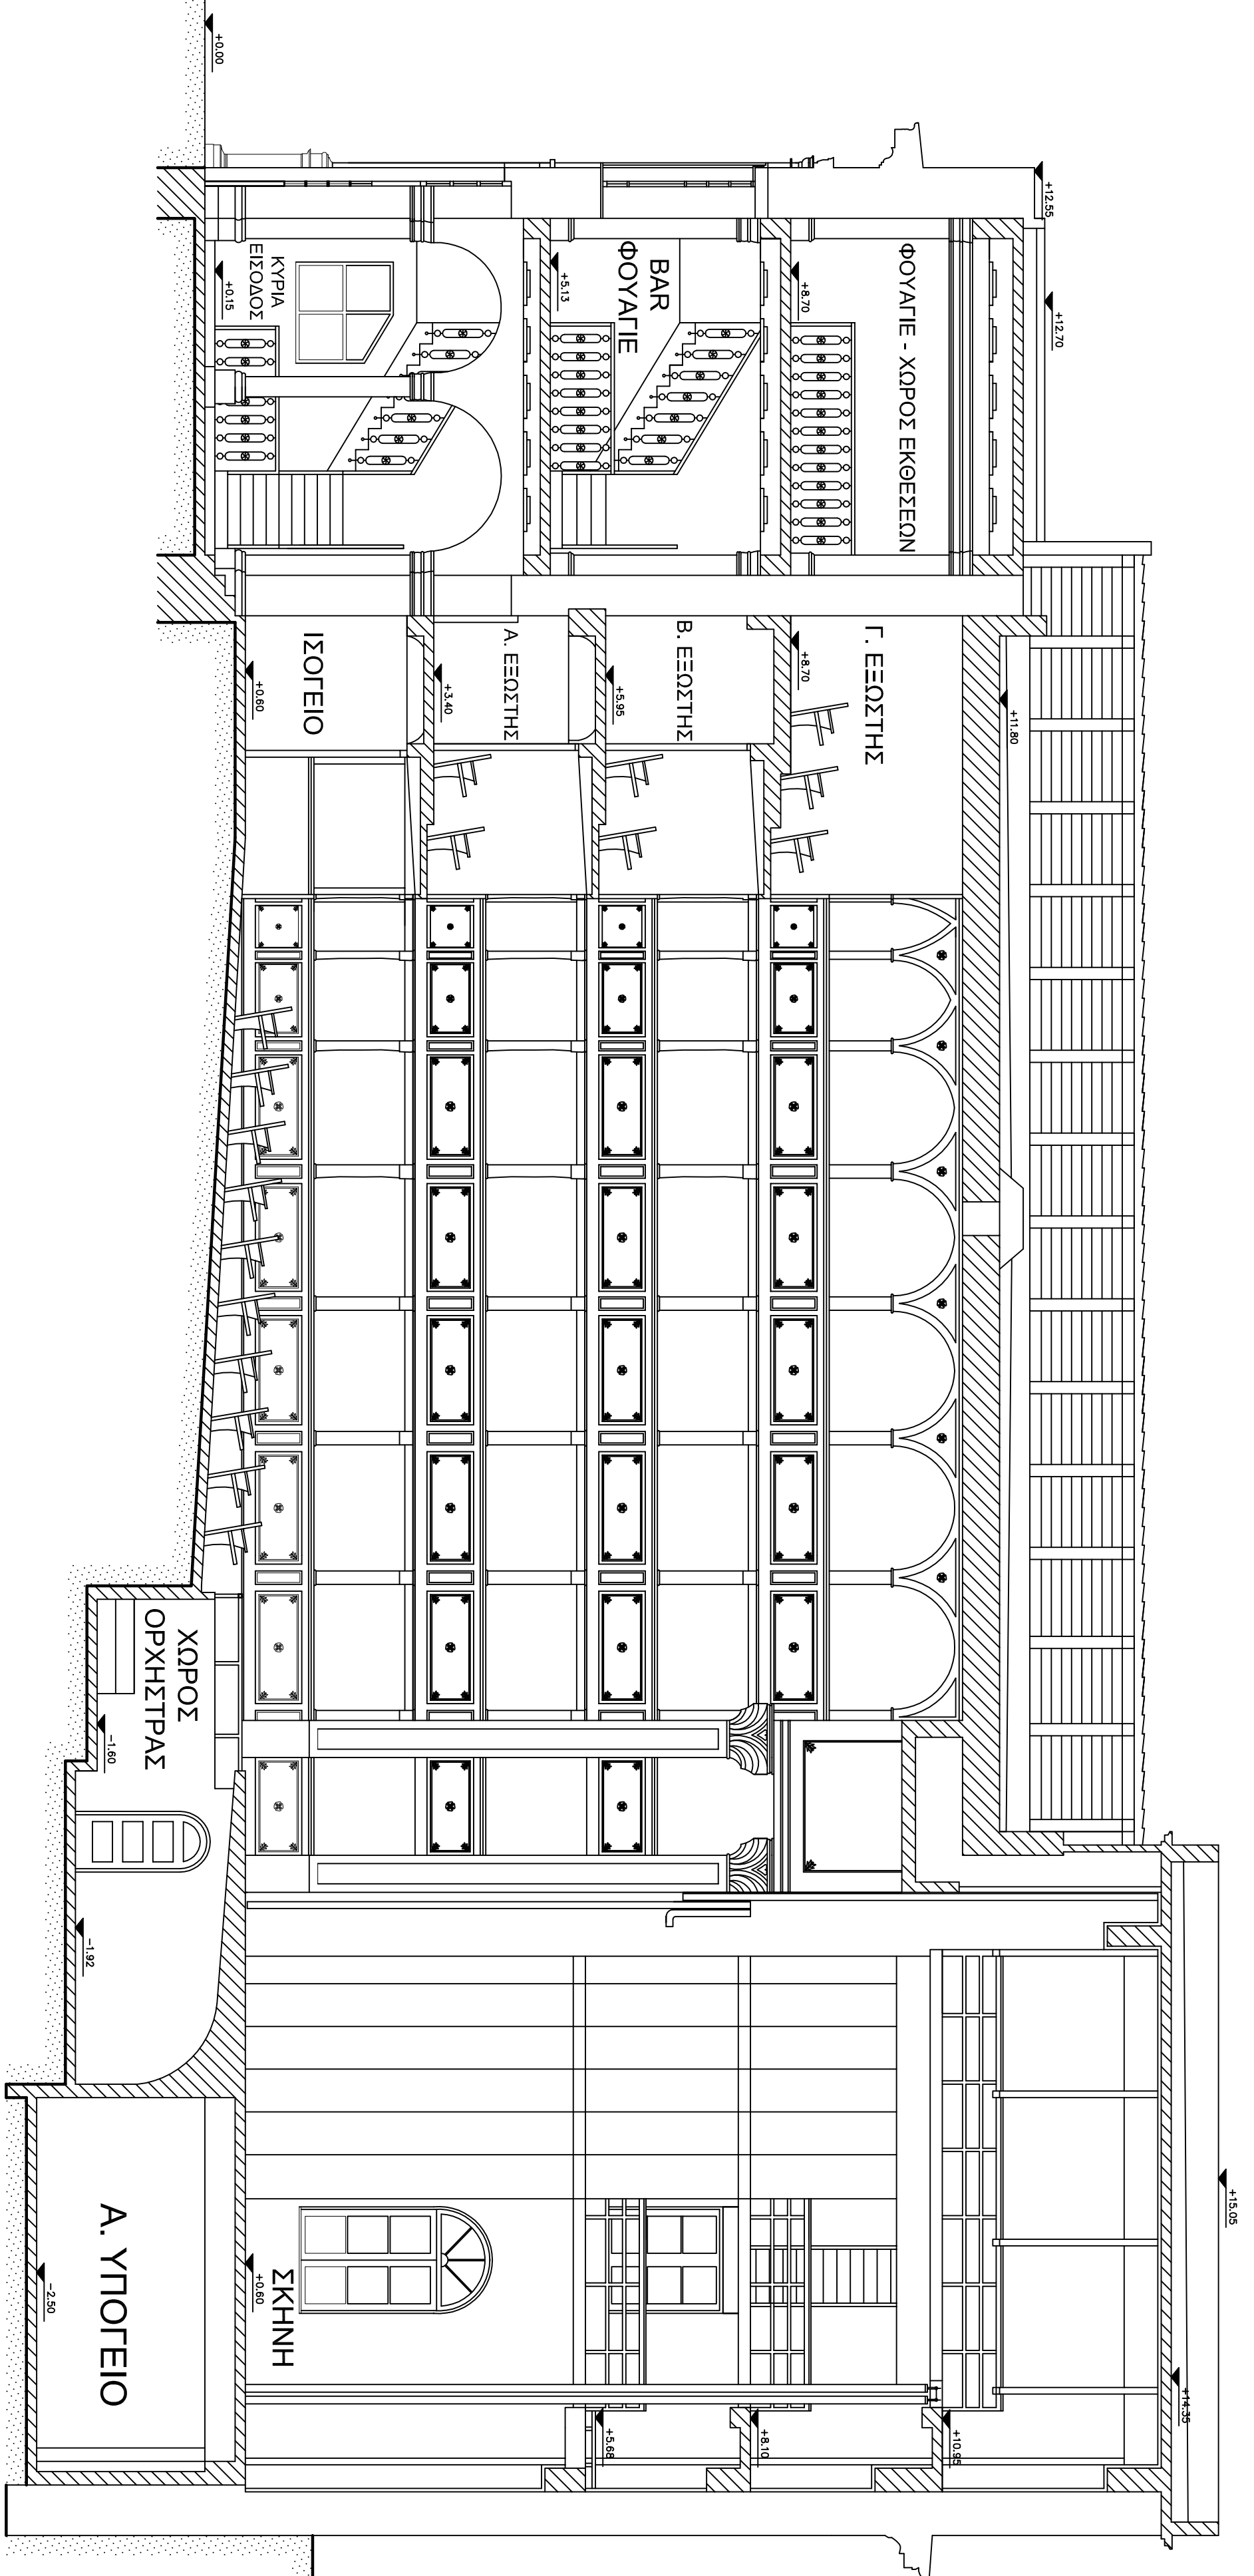 +0.00
+12.55
+12.70
ΦΟΥΑΓΙΕ - ΧΩΡΟΣ ΕΚΘΕΣΕΩΝ
+8.70
BAR
ΦΟΥΑΓΙΕ
+5.13
ΚΥΡΙΑ
ΕΙΣΟΔΟΣ
+0.15
+11.80
Γ. ΕΞΩΣΤΗΣ
+8.70
Β. ΕΞΩΣΤΗΣ
+5.95
Α. ΕΞΩΣΤΗΣ
+3.40
ΙΣΟΓΕΙΟ
+0.60
ΧΩΡΟΣ
ΟΡΧΗΣΤΡΑΣ
-1.60
-1.92
+15.05
+14.35
+10.95
+8.10
+5.68
ΣΚΗΝΗ
+0.60
Α. ΥΠΟΓΕΙΟ
-2.50